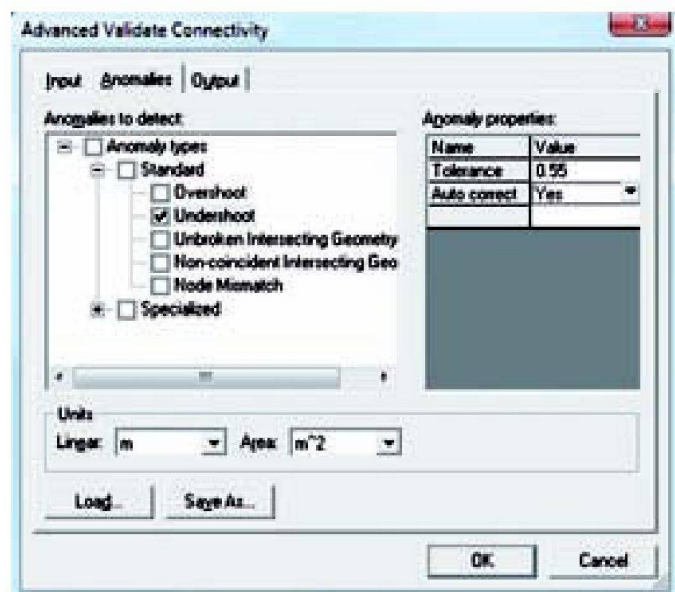 Advanced Validate Connectivity
Input Anomalies Output
Anomalies to detect:
Anomaly types
Standard
Overshoot
Undershoot
Unbroken Intersecting Geometry
Non-coincident Intersecting Geo
Node Mismatch
Specialized
Anomaly properties:
Name Value
Tolerance 0.55
Auto correct Yes
Units
Linear: m Area: m^2
Load... Save As...
OK Cancel